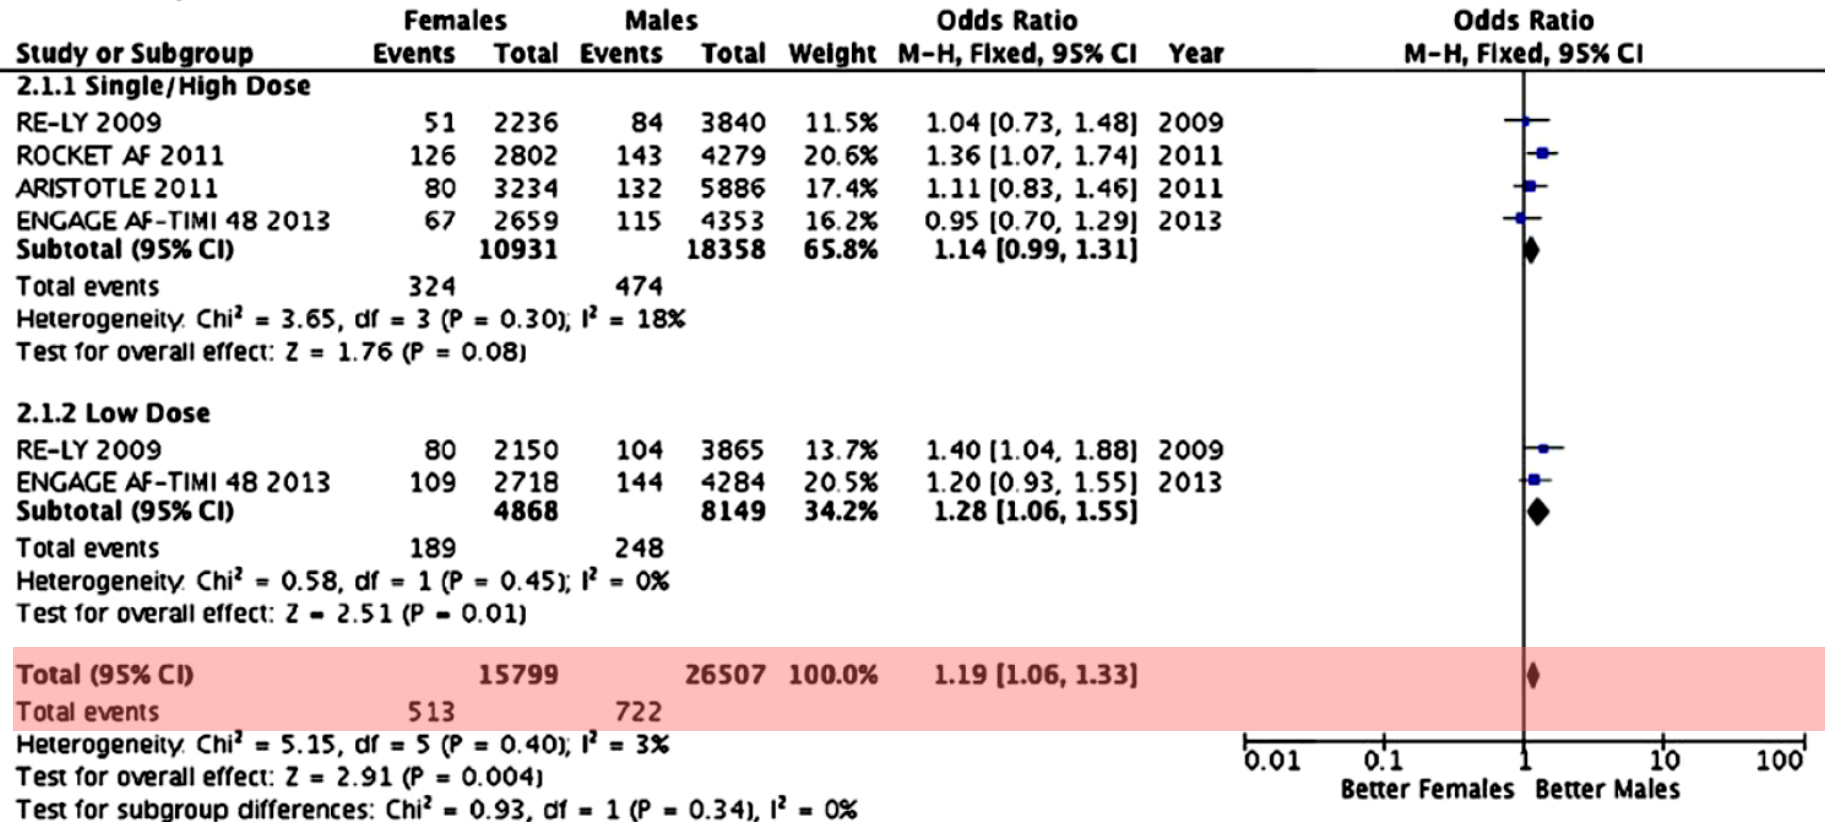 Females Males Odds Ratio Odds Ratio
Study or Subgroup Events Total Events Total Weight M-H, Fixed, 95% CI Year M-H, Fixed, 95% CI
2.1.1 Single/High Dose
RE-LY 2009 51 2236 84 3840 11.5% 1.04 [0.73, 1.48] 2009
ROCKET AF 2011 126 2802 143 4279 20.6% 1.36 [1.07, 1.74] 2011
ARISTOTLE 2011 80 3234 132 5886 17.4% 1.11 [0.83, 1.46] 2011
ENGAGE AF-TIMI 48 2013 67 2659 115 4353 16.2% 0.95 [0.70, 1.29] 2013
Subtotal (95% CI) 10931 18358 65.8% 1.14 [0.99, 1.31]
Total events 324 474
Heterogeneity: Chi² = 3.65, df = 3 (P = 0.30); I² = 18%
Test for overall effect: Z = 1.76 (P = 0.08)
2.1.2 Low Dose
RE-LY 2009 80 2150 104 3865 13.7% 1.40 [1.04, 1.88] 2009
ENGAGE AF-TIMI 48 2013 109 2718 144 4284 20.5% 1.20 [0.93, 1.55] 2013
Subtotal (95% CI) 4868 8149 34.2% 1.28 [1.06, 1.55]
Total events 189 248
Heterogeneity: Chi² = 0.58, df = 1 (P = 0.45); I² = 0%
Test for overall effect: Z = 2.51 (P = 0.01)
Total (95% CI) 15799 26507 100.0% 1.19 [1.06, 1.33]
Total events 513 722
Heterogeneity: Chi² = 5.15, df = 5 (P = 0.40); I² = 3%
Test for overall effect: Z = 2.91 (P = 0.004)
Test for subgroup differences: Chi² = 0.93, df = 1 (P = 0.34), I² = 0%
0.01 0.1 1 10 100
Better Females Better Males